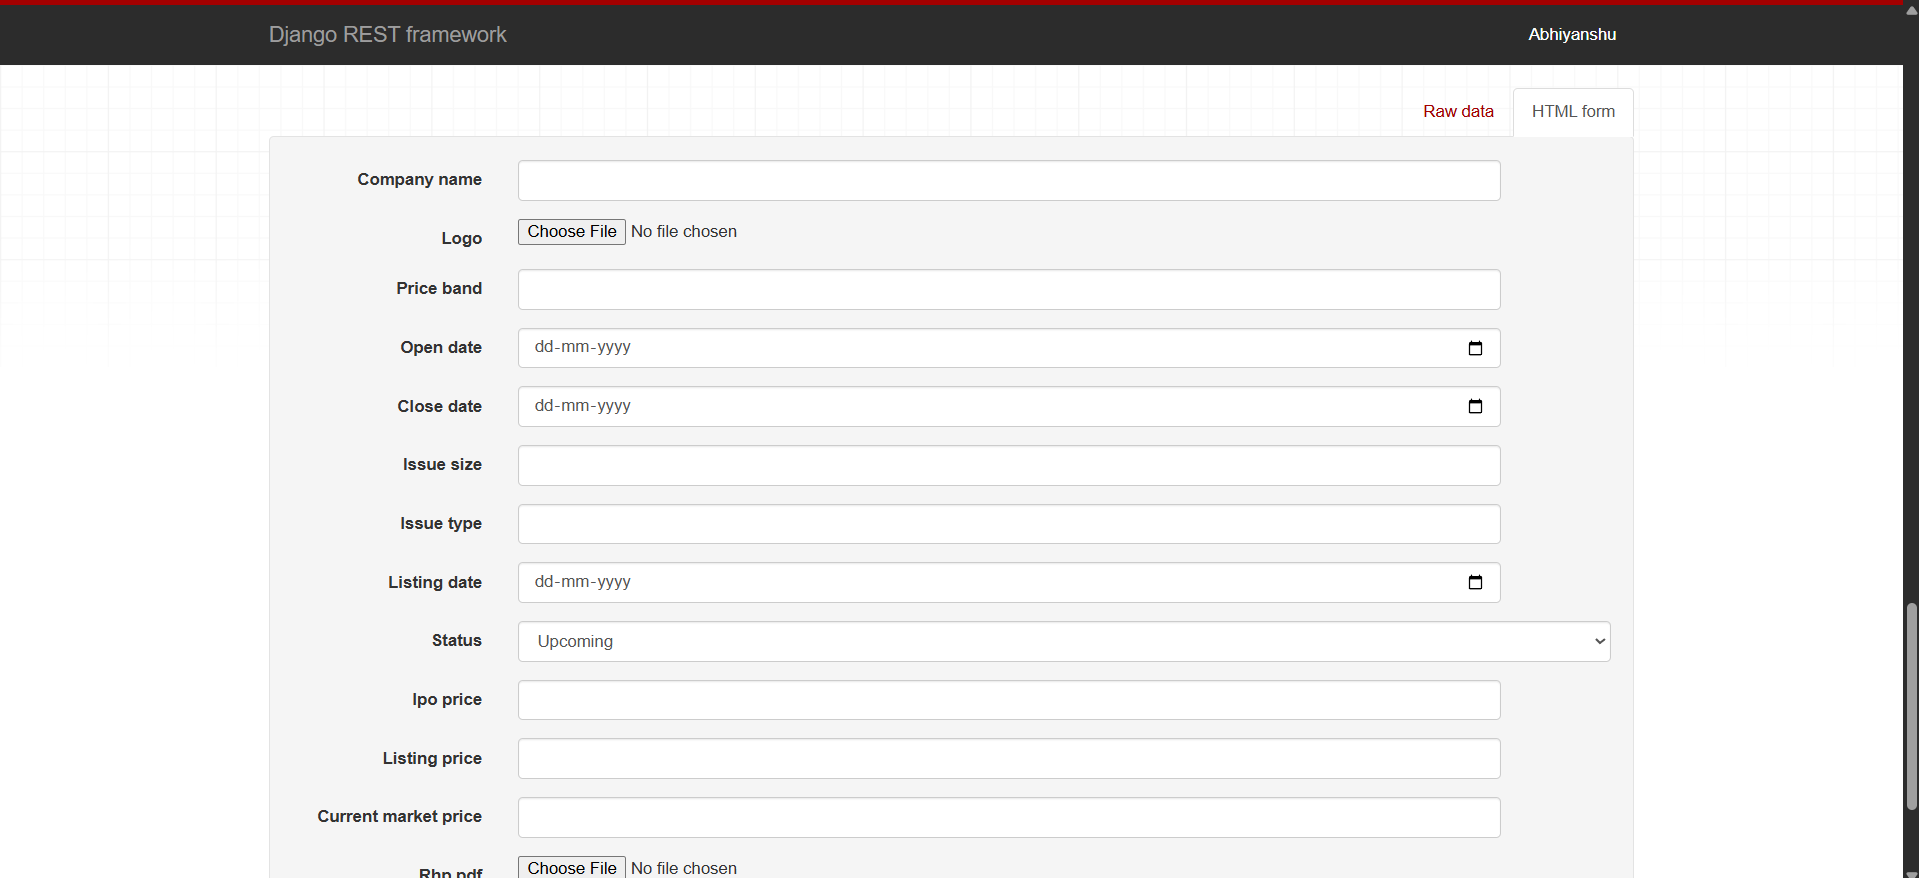 Django REST framework
Abhiyanshu
Raw data
HTML form
Company name
Logo
Choose File No file chosen
Price band
Open date
dd-mm-yyyy
Close date
dd-mm-yyyy
Issue size
Issue type
Listing date
dd-mm-yyyy
Status
Upcoming
Ipo price
Listing price
Current market price
Rhp pdf
Choose File No file chosen